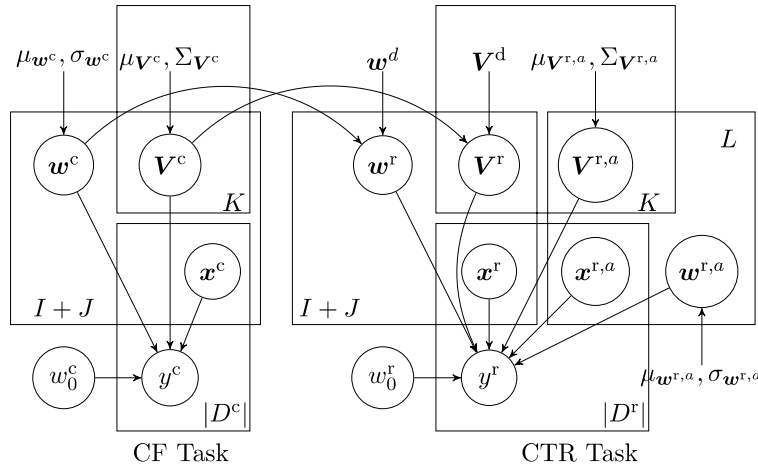 μ_{𝒘^c}, σ_{𝒘^c} μ_{𝑽^c}, Σ_{𝑽^c} 𝒘^d 𝑽^d μ_{𝑽^{r,a}}, Σ_{𝑽^{r,a}}
L
𝒘^c 𝑽^c 𝒘^r 𝑽^r 𝑽^{r,a}
K K
𝒙^c 𝒙^r 𝒙^{r,a} 𝒘^{r,a}
I + J I + J
w_0^c y^c w_0^r y^r μ_{𝒘^{r,a}}, σ_{𝒘^{r,a}}
|D^c| |D^r|
CF Task CTR Task